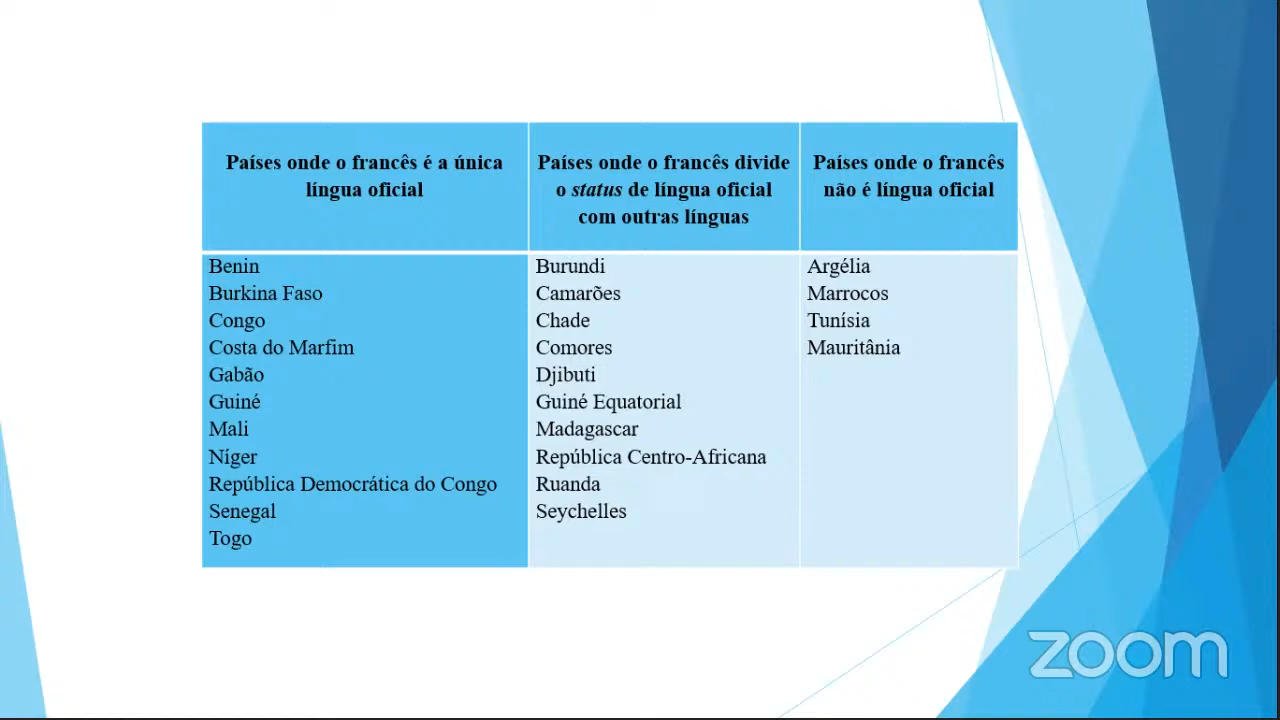 Países onde o francês é a única
língua oficial
Países onde o francês divide
o status de língua oficial
com outras línguas
Países onde o francês
não é língua oficial
Benin
Burkina Faso
Congo
Costa do Marfim
Gabão
Guiné
Mali
Níger
República Democrática do Congo
Senegal
Togo
Burundi
Camarões
Chade
Comores
Djibuti
Guiné Equatorial
Madagascar
República Centro-Africana
Ruanda
Seychelles
Argélia
Marrocos
Tunísia
Mauritânia
zoom